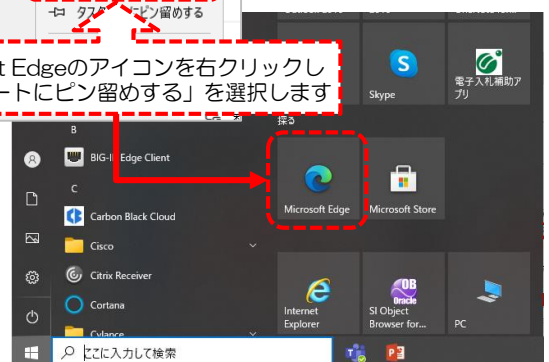 タスク
にピン留めする
t Edgeのアイコンを右クリックし
ートにピン留めする」を選択します
Skype
電子入札補助ア
プリ
探る
B
Edge Client
C
Carbon Black Cloud
Cisco
Citrix Receiver
Cortana
Cylance
Microsoft Edge
Microsoft Store
Internet
Explorer
OB
Oracle
SI Object
Browser for...
PC
ここに入力して検索